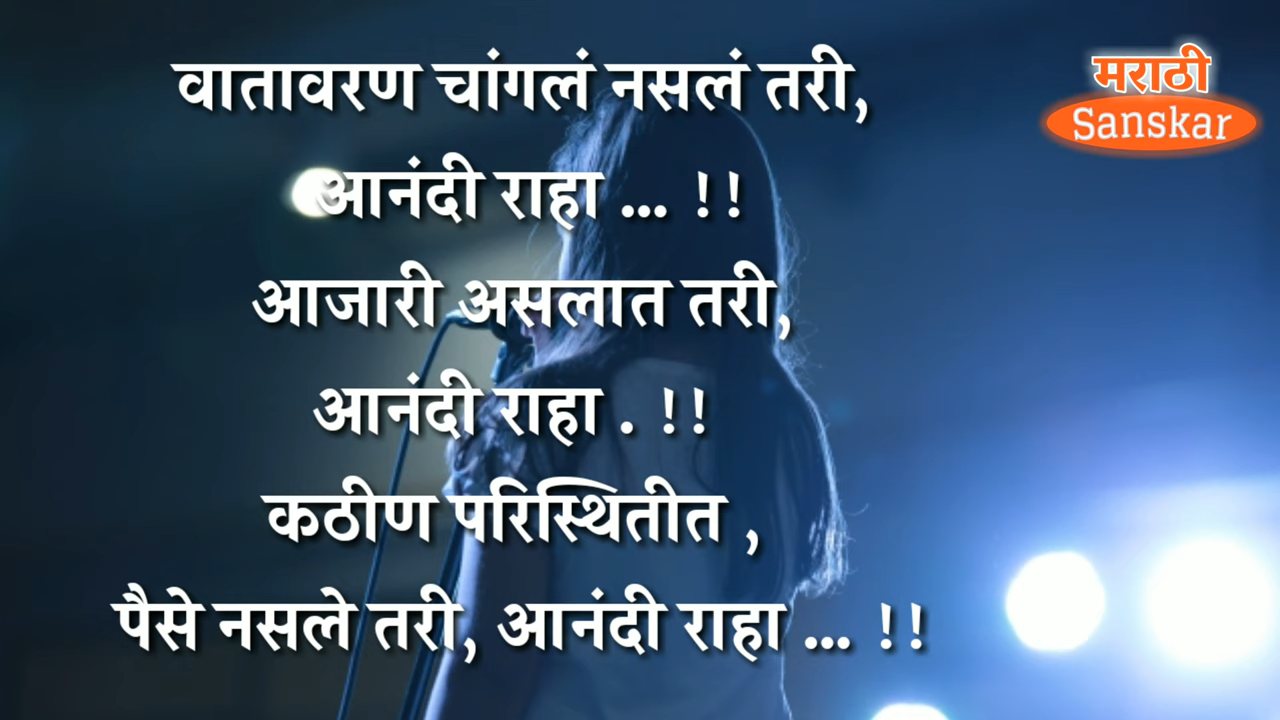 वातावरण चांगलं नसलं तरी,
आनंदी राहा ... !!
आजारी असलात तरी,
आनंदी राहा . !!
कठीण परिस्थितीत ,
पैसे नसले तरी, आनंदी राहा ... !!
मराठी
Sanskar